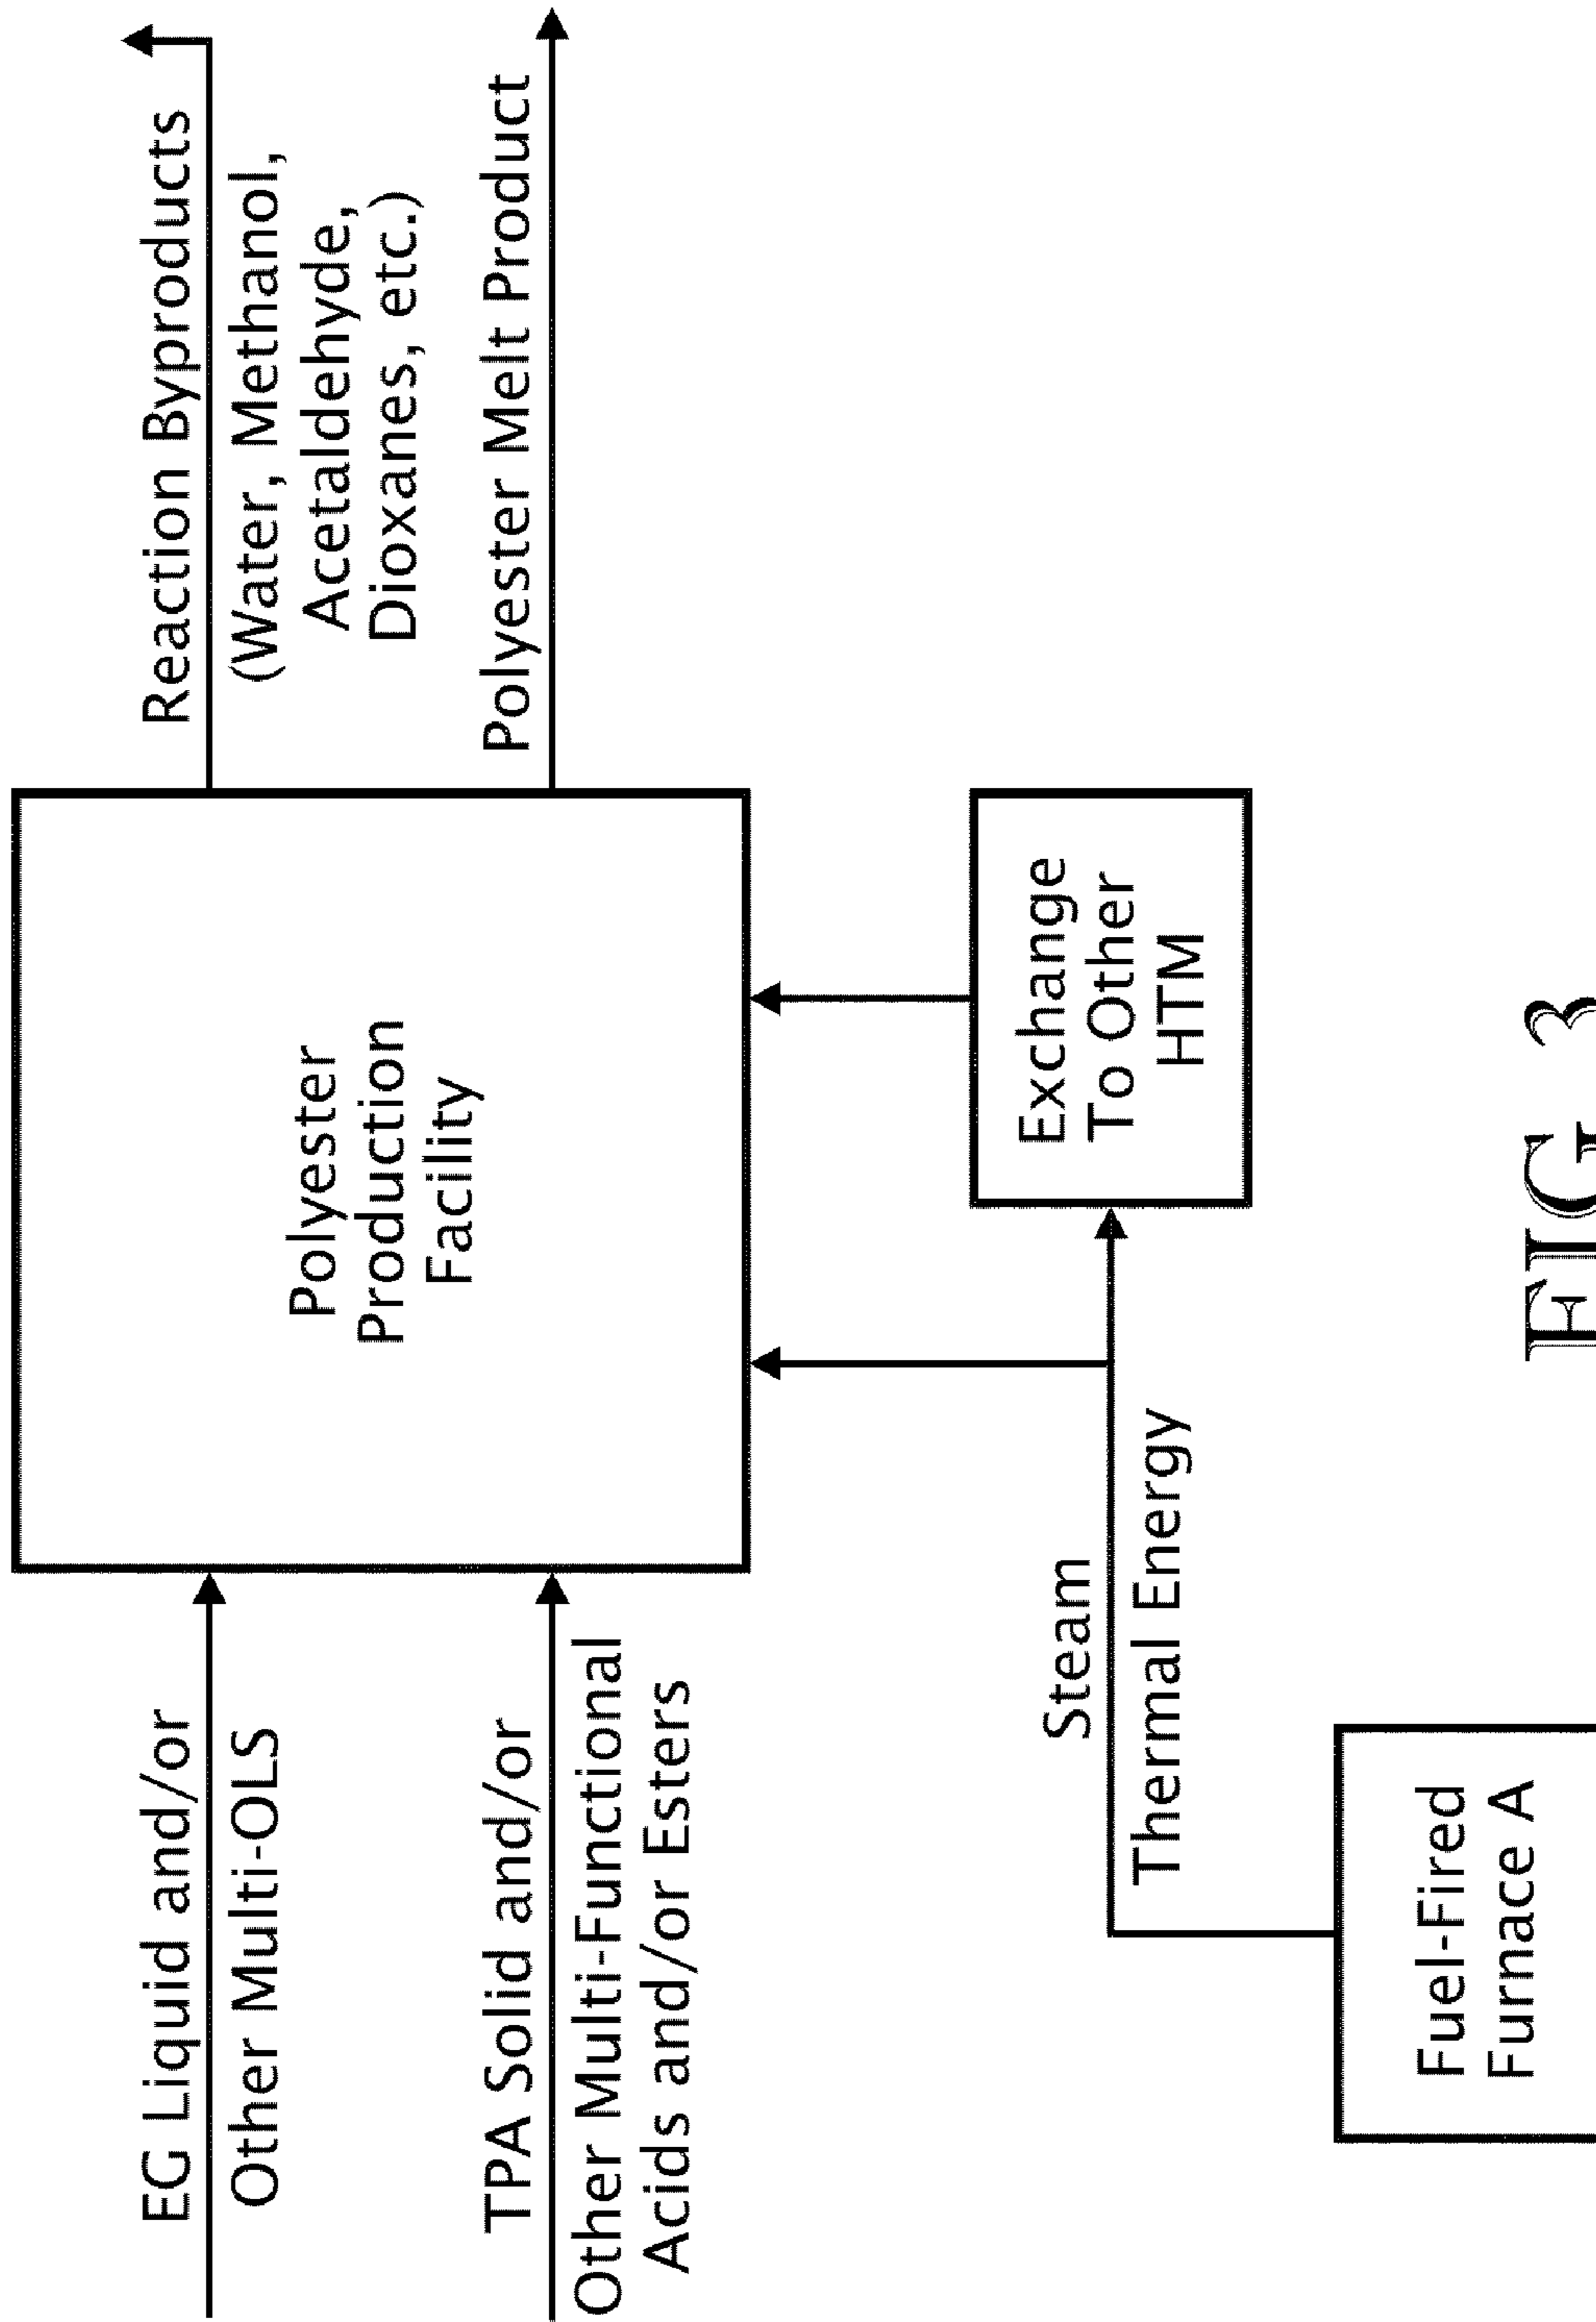 EG Liquid and/or
Other Multi-OLS
TPA Solid and/or
Other Multi-Functional
Acids and/or Esters
Polyester
Production
Facility
Reaction Byproducts
(Water, Methanol,
Acetaldehyde,
Dioxanes, etc.)
Polyester Melt Product
Steam
Thermal Energy
Exchange
To Other
HTM
Fuel-Fired
Furnace A
FIG 3